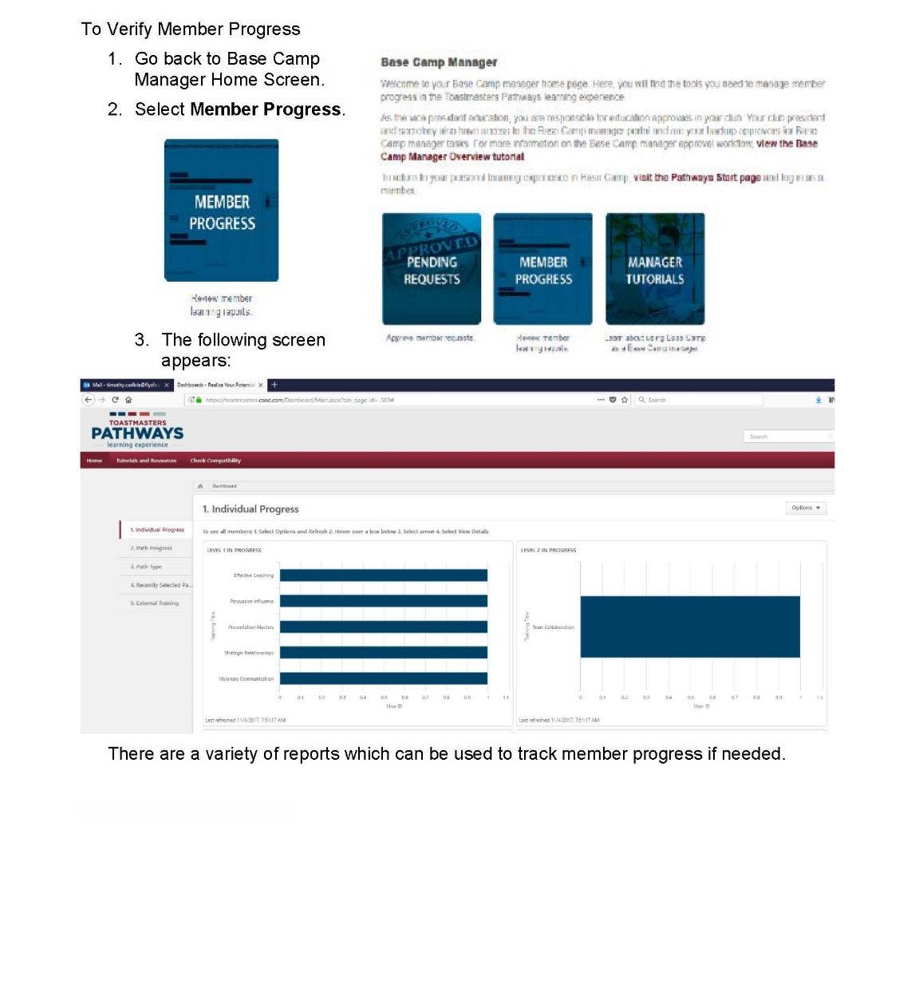 To Verify Member Progress
1. Go back to Base Camp
Manager Home Screen.
2. Select Member Progress.
MEMBER
PROGRESS
Review member
learning reports.
Base Camp Manager
Welcome to your Base Camp manager home page. Here, you will find the tools you need to manage member
progress in the Toastmasters Pathways learning experience
As the vice president education, you are responsible for education approvals in your club. Your club president
and secretary also have access to the Base Camp manager portal and are your backup approvers for Base
Camp manager tasks. For more information on the Base Camp manager approval workflow, view the Base
Camp Manager Overview tutorial
To return to your personal learning experience in Base Camp, visit the Pathways Start page and log in as a
member.
APPROVED
APPROVED
PENDING
REQUESTS
Approve member requests.
MEMBER
PROGRESS
Review member
learning reports.
MANAGER
TUTORIALS
Learn about using Base Camp
as a Base Camp manager.
3. The following screen
appears:
Mail - timothy.carlisle@flysfo
Dashboards - Realize Your Potential
https://toastmasters.csod.com/Dashboard/Main.aspx?tab_page_id=-503#
Search
TOASTMASTERS
PATHWAYS
learning experience
Search
Home Tutorials and Resources Check Compatibility
Dashboard
1. Individual Progress
Options
1. Individual Progress
2. Path Progress
3. Path Type
4. Recently Selected Pa...
5. External Training
To see all members: 1. Select Options and Refresh 2. Hover over a box below 3. Select arrow 4. Select View Details
LEVEL 1 IN PROGRESS
Training Title
Effective Coaching
Persuasive Influence
Presentation Mastery
Strategic Relationships
Visionary Communication
0 0.1 0.2 0.3 0.4 0.5 0.6 0.7 0.8 0.9 1 1.1
User ID
Last refreshed 11/4/2017, 7:51:17 AM
LEVEL 2 IN PROGRESS
Training Title
Team Collaboration
0 0.1 0.2 0.3 0.4 0.5 0.6 0.7 0.8 0.9 1 1.1
User ID
Last refreshed 11/4/2017, 7:51:17 AM
There are a variety of reports which can be used to track member progress if needed.